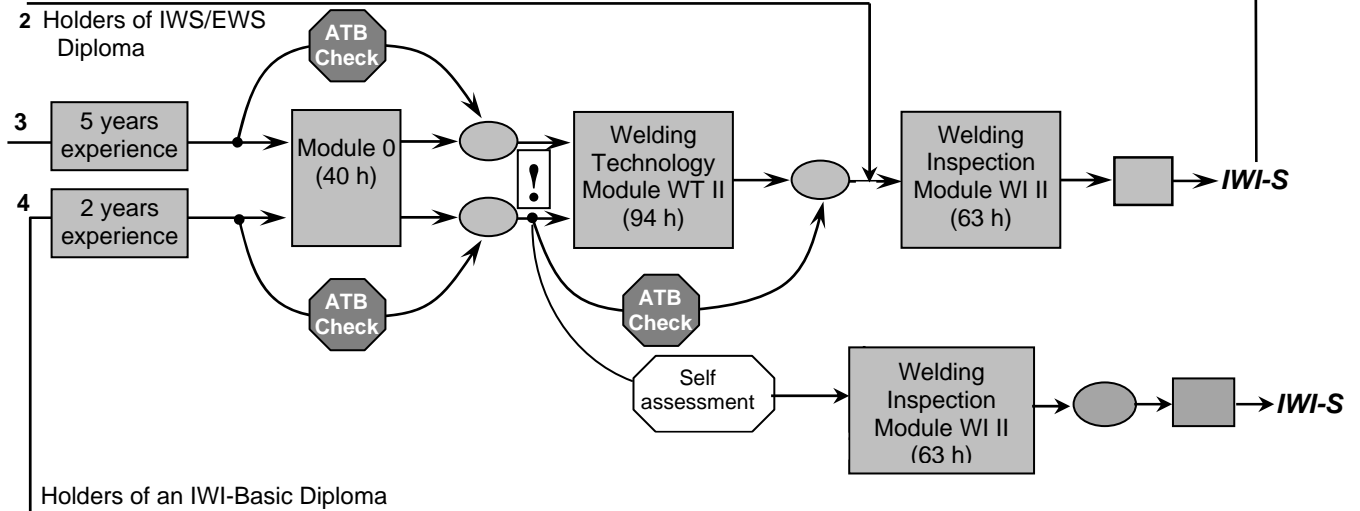 2 Holders of IWS/EWS
Diploma
ATB
Check
3
5 years
experience
Module 0
(40 h)
4
2 years
experience
ATB
Check
!
Welding
Technology
Module WT II
(94 h)
ATB
Check
Welding
Inspection
Module WI II
(63 h)
IWI-S
Self
assessment
Welding
Inspection
Module WI II
(63 h)
IWI-S
Holders of an IWI-Basic Diploma